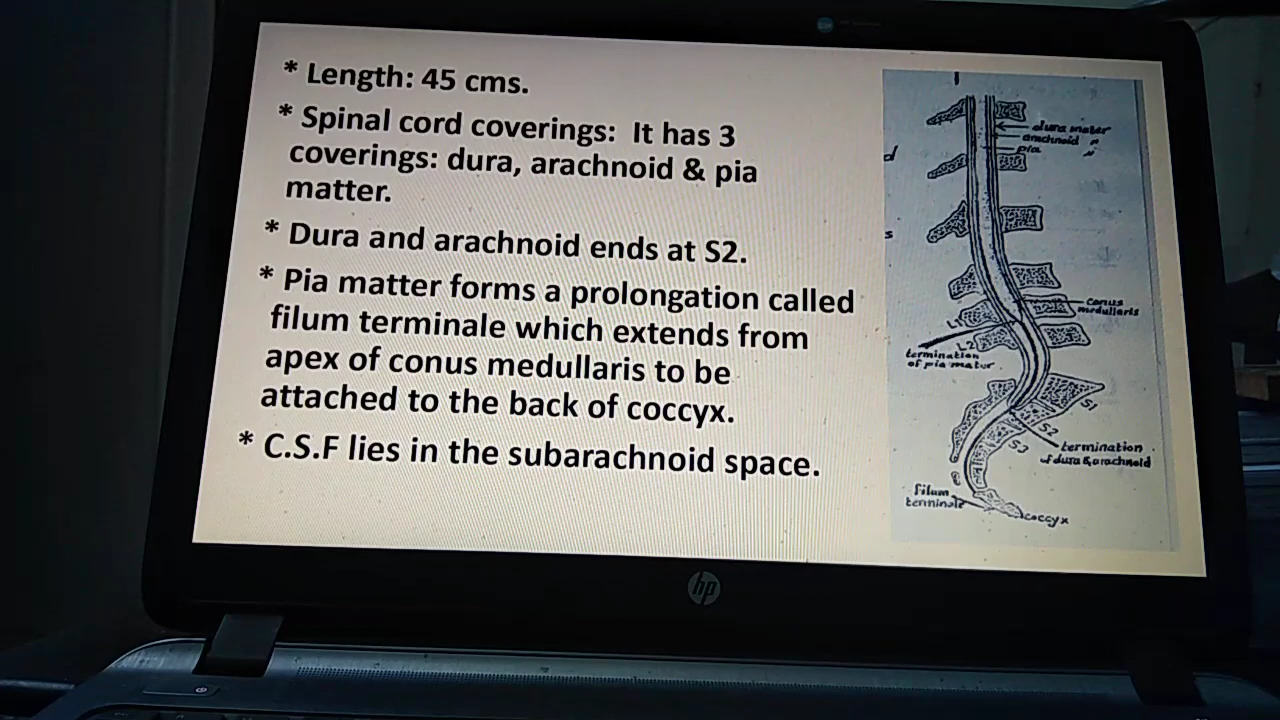 * Length: 45 cms.
* Spinal cord coverings: It has 3
coverings: dura, arachnoid & pia
matter.
* Dura and arachnoid ends at S2.
* Pia matter forms a prolongation called
filum terminale which extends from
apex of conus medullaris to be
attached to the back of coccyx.
* C.S.F lies in the subarachnoid space.
d
s
dura mater
arachnoid "
pia "
Conus
medullaris
L2
termination
of pia matur.
S1
S2
S3
termination
of dura & arachnoid
filum
terminale
coccyx
hp